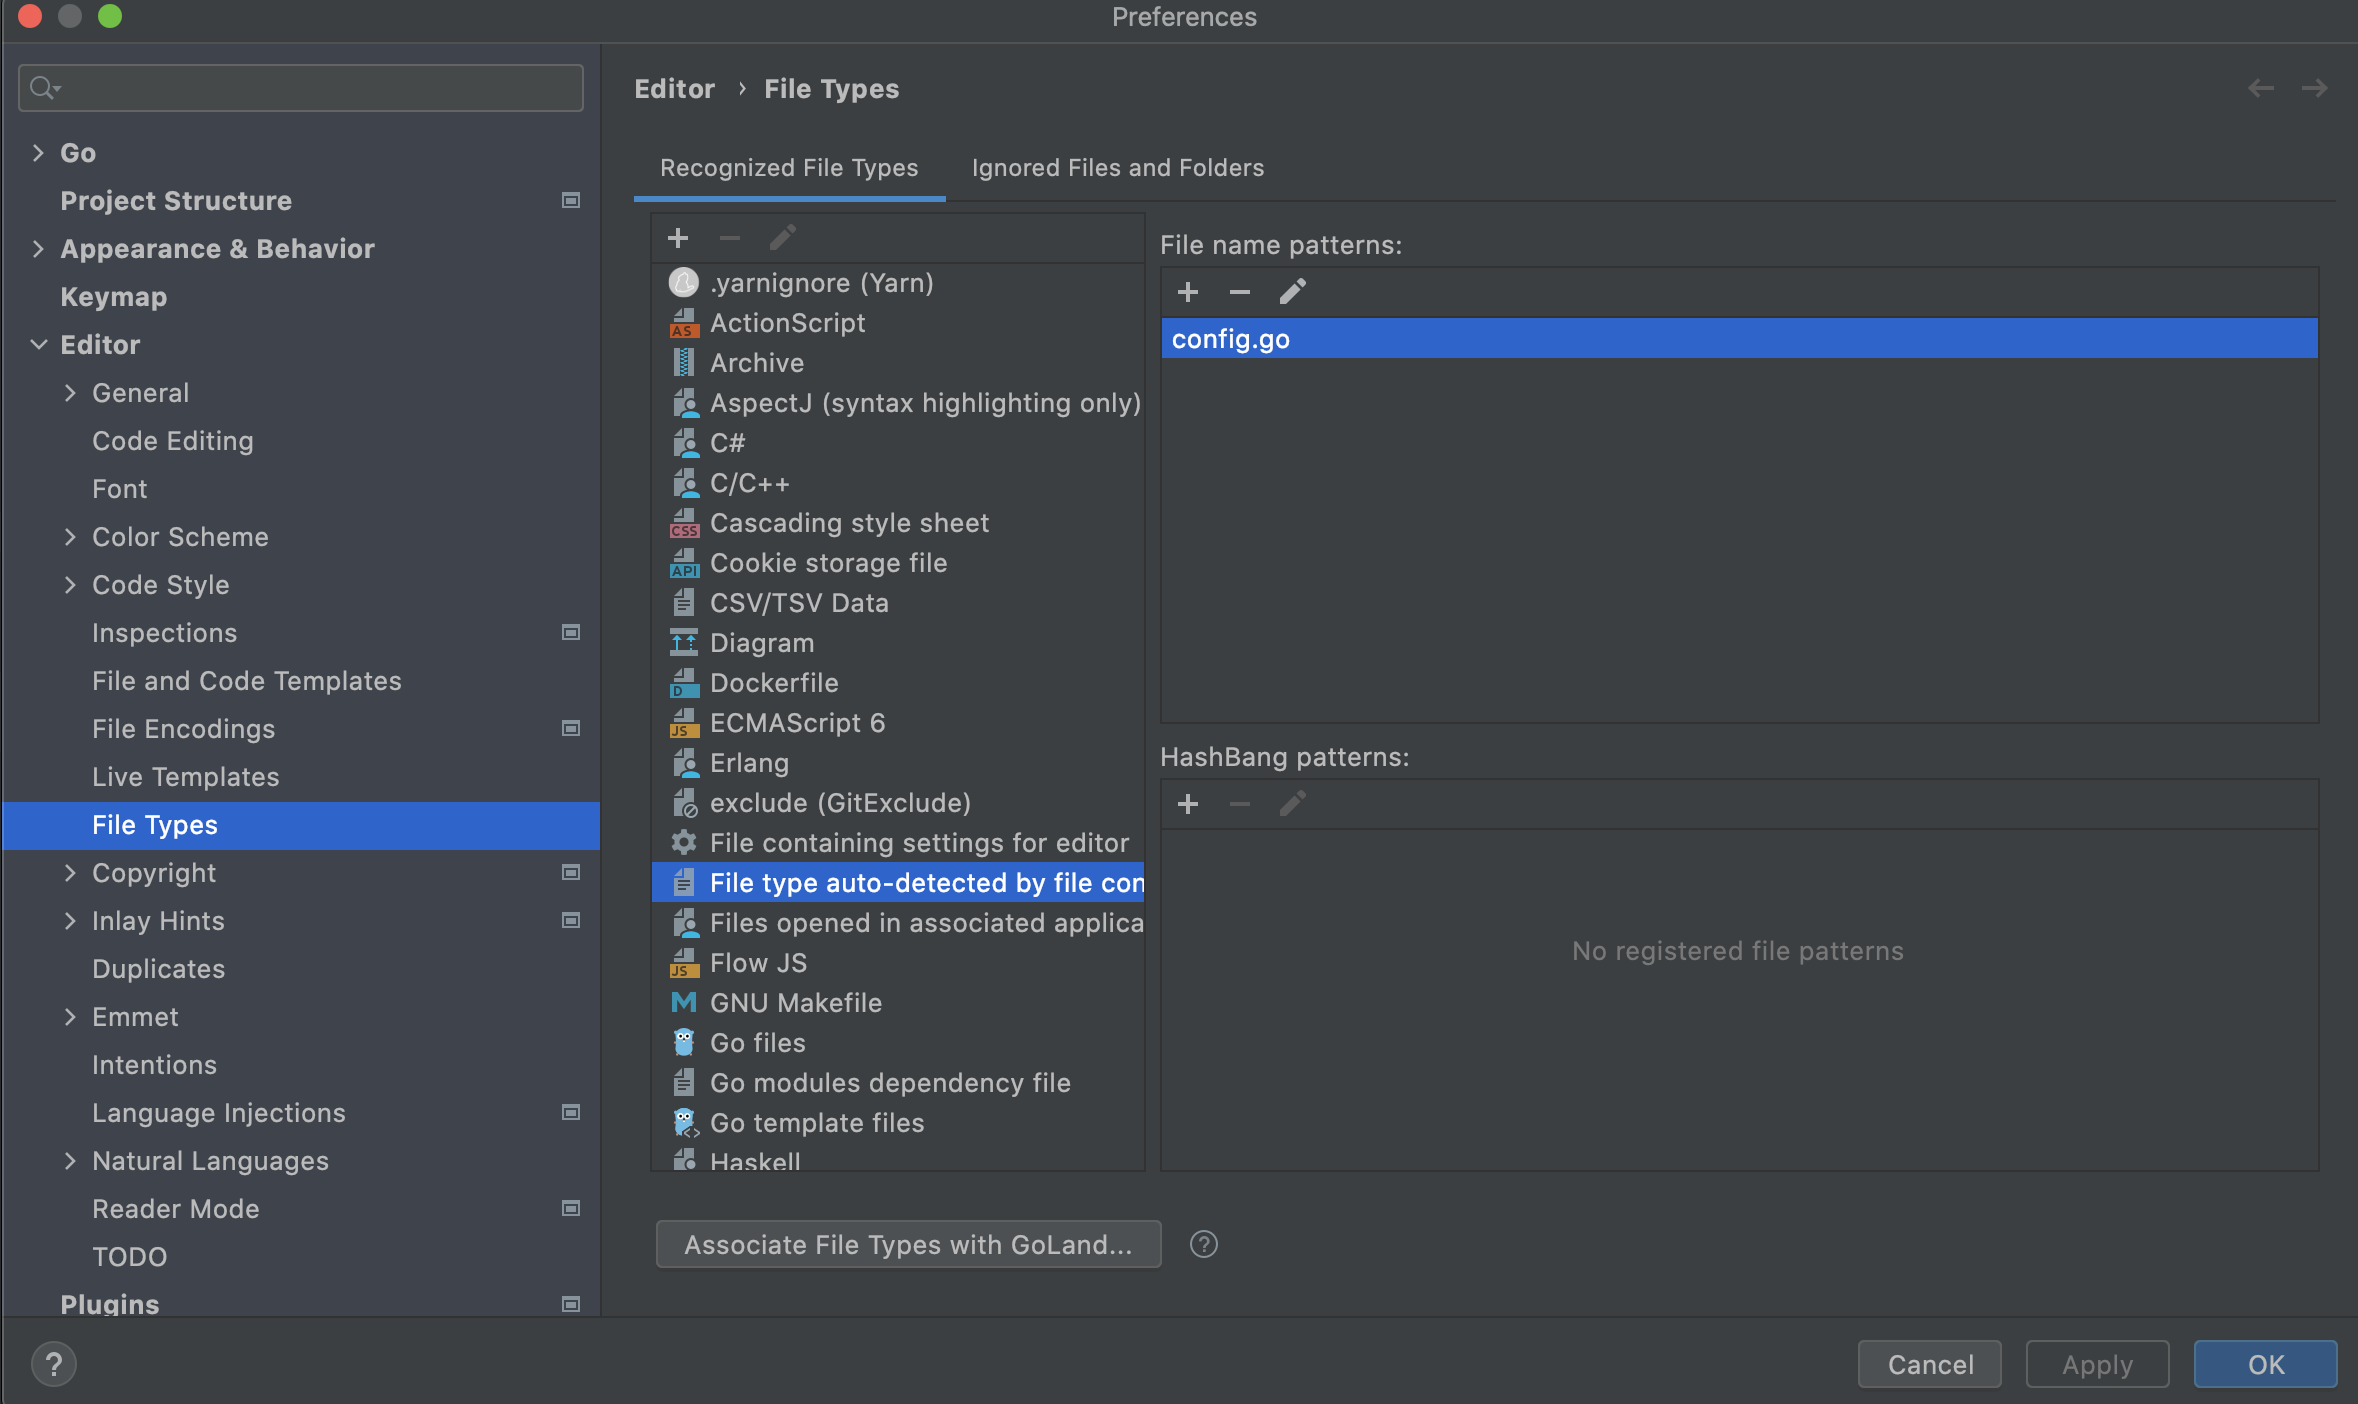 Preferences
Go
Project Structure
Appearance & Behavior
Keymap
Editor
General
Code Editing
Font
Color Scheme
Code Style
Inspections
File and Code Templates
File Encodings
Live Templates
File Types
Copyright
Inlay Hints
Duplicates
Emmet
Intentions
Language Injections
Natural Languages
Reader Mode
TODO
Plugins
Editor › File Types
Recognized File Types
Ignored Files and Folders
.yarnignore (Yarn)
AS ActionScript
Archive
AspectJ (syntax highlighting only)
C#
C/C++
CSS Cascading style sheet
API Cookie storage file
CSV/TSV Data
Diagram
D Dockerfile
JS ECMAScript 6
Erlang
exclude (GitExclude)
File containing settings for editor
File type auto-detected by file con
Files opened in associated applica
JS Flow JS
GNU Makefile
Go files
Go modules dependency file
Go template files
Haskell
File name patterns:
config.go
HashBang patterns:
No registered file patterns
Associate File Types with GoLand... ?
? Cancel Apply OK